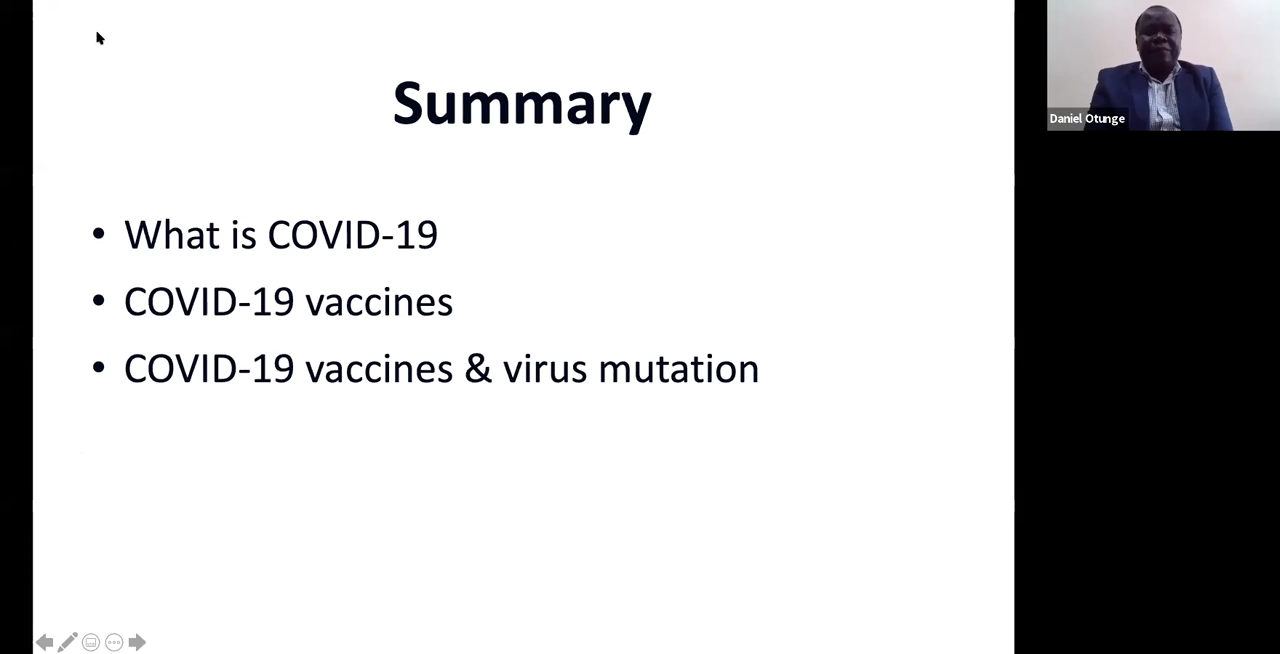 Summary
• What is COVID-19
• COVID-19 vaccines
• COVID-19 vaccines & virus mutation
Daniel Otunge